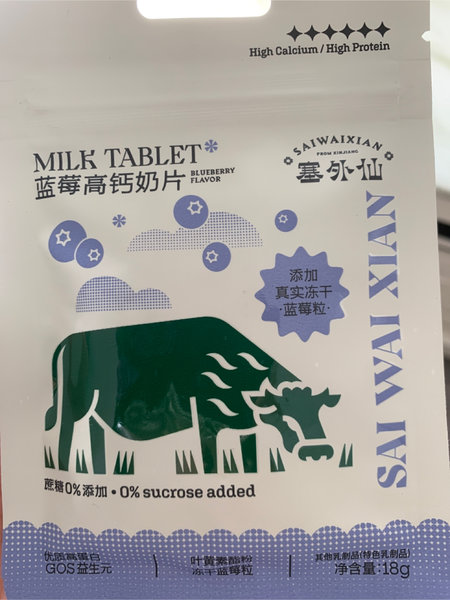 High Calcium / High Protein
MILK TABLET*
BLUEBERRY
FLAVOR
蓝莓高钙奶片
SAIWAIXIAN
FROM XINJIANG
塞外仙
添加
真实冻干
蓝莓粒
SAI WAI XIAN
蔗糖0%添加 • 0% sucrose added
优质高蛋白
GOS益生元
叶黄素酯粉
冻干蓝莓粒
其他乳制品(特色乳制品)
净含量:18g